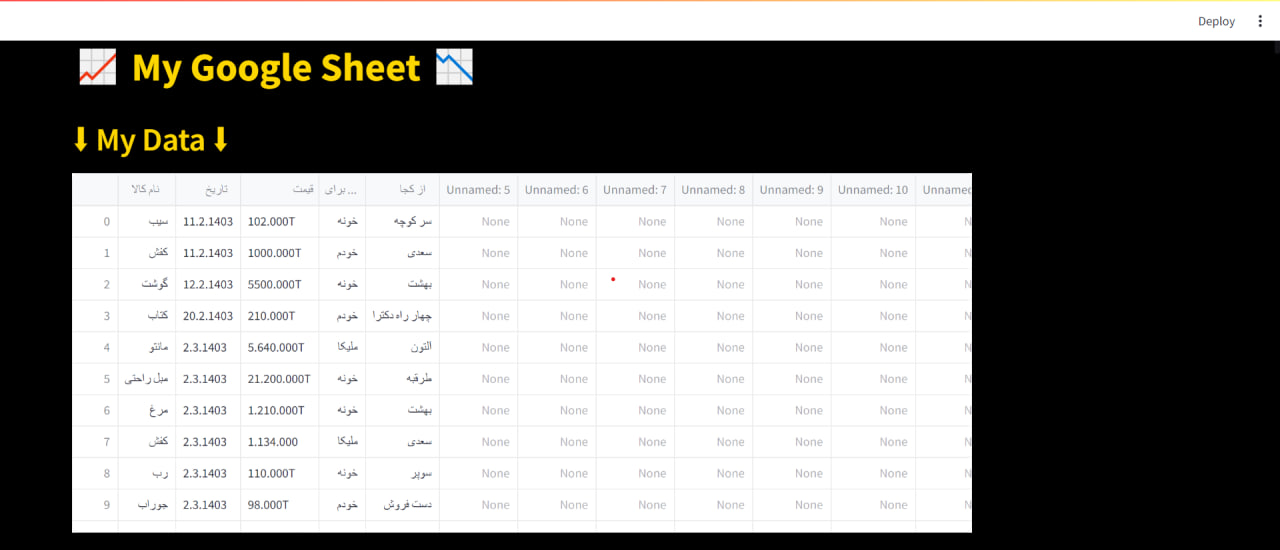 Deploy
📈 My Google Sheet 📉
⬇ My Data ⬇
نام کالا تاریخ قیمت برای ... از کجا Unnamed: 5 Unnamed: 6 Unnamed: 7 Unnamed: 8 Unnamed: 9 Unnamed: 10 Unnamed
0 سیب 11.2.1403 102.000T خونه سر کوچه None None None None None None N
1 کفش 11.2.1403 1000.000T خودم سعدی None None None None None None N
2 گوشت 12.2.1403 5500.000T خونه بهشت None None None None None None N
3 کتاب 20.2.1403 210.000T خودم چهار راه دکترا None None None None None None N
4 مانتو 2.3.1403 5.640.000T ملیکا التون None None None None None None N
5 مبل راحتی 2.3.1403 21.200.000T خونه طرقبه None None None None None None N
6 مرغ 2.3.1403 1.210.000T خونه بهشت None None None None None None N
7 کفش 2.3.1403 1.134.000 ملیکا سعدی None None None None None None N
8 رب 2.3.1403 110.000T خونه سوپر None None None None None None N
9 جوراب 2.3.1403 98.000T خودم دست فروش None None None None None None N